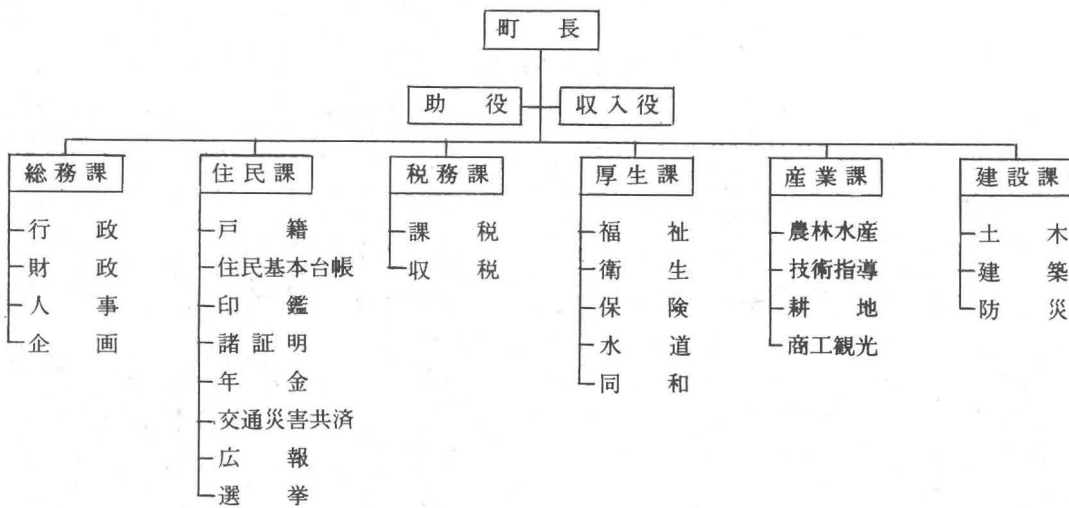 町長
助役
収入役
総務課
行政
財政
人事
企画
住民課
戸籍
住民基本台帳
印鑑
諸証明
年金
交通災害共済
広報
選挙
税務課
課税
収税
厚生課
福祉
衛生
保険
水道
同和
産業課
農林水産
技術指導
耕地
商工観光
建設課
土木
建築
防災